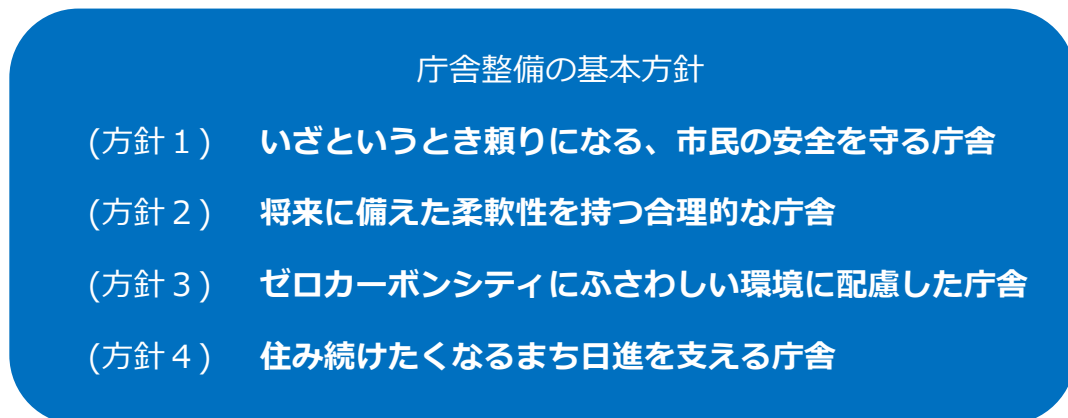 庁舎整備の基本方針
(方針１) いざというとき頼りになる、市民の安全を守る庁舎
(方針２) 将来に備えた柔軟性を持つ合理的な庁舎
(方針３) ゼロカーボンシティにふさわしい環境に配慮した庁舎
(方針４) 住み続けたくなるまち日進を支える庁舎